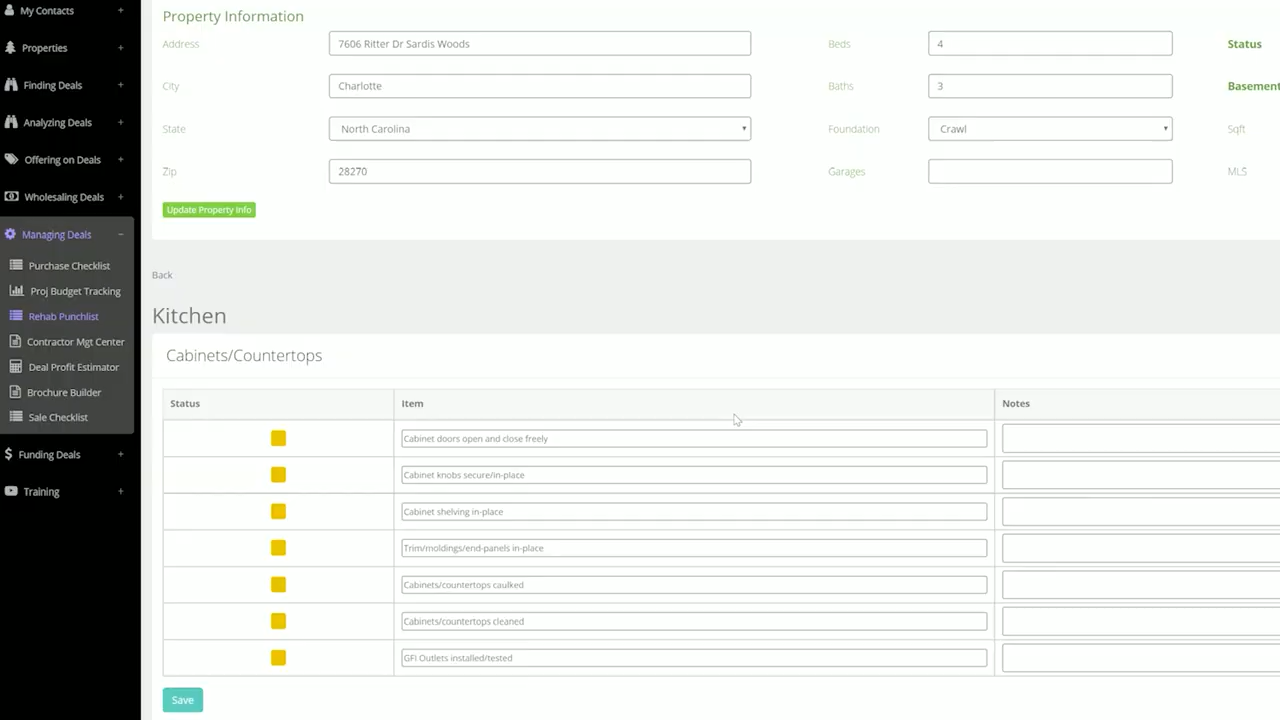 My Contacts +
Properties +
Finding Deals +
Analyzing Deals +
Offering on Deals +
Wholesaling Deals +
Managing Deals −
Purchase Checklist
Proj Budget Tracking
Rehab Punchlist
Contractor Mgt Center
Deal Profit Estimator
Brochure Builder
Sale Checklist
Funding Deals +
Training +
Property Information
Address 7606 Ritter Dr Sardis Woods Beds 4 Status
City Charlotte Baths 3 Basement
State North Carolina Foundation Crawl Sqft
Zip 28270 Garages MLS
Update Property Info
Back
Kitchen
Cabinets/Countertops
Status Item Notes
Cabinet doors open and close freely
Cabinet knobs secure/in-place
Cabinet shelving in-place
Trim/moldings/end-panels in-place
Cabinets/countertops caulked
Cabinets/countertops cleaned
GFI Outlets installed/tested
Save